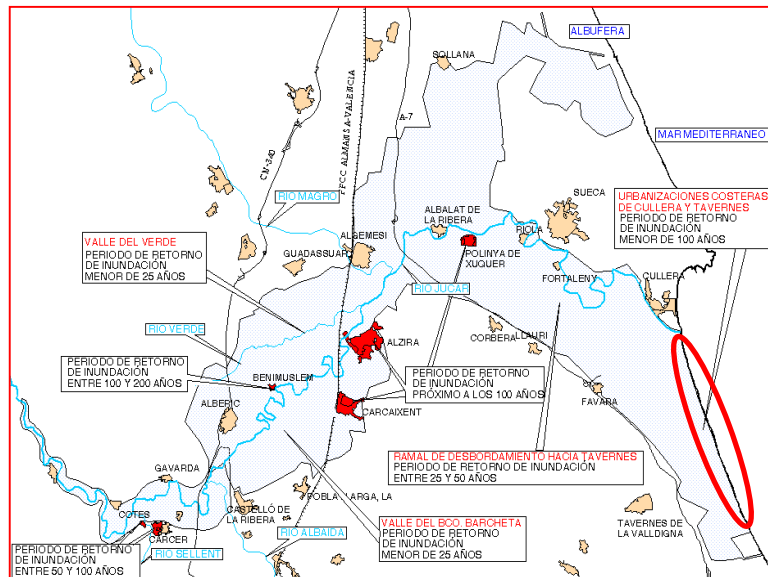 ALBUFERA
SOLLANA
A-7
FFCC ALMANSA-VALENCIA
CN-340
MAR MEDITERRANEO
RIO MAGRO
SUECA
URBANIZACIONES COSTERAS
DE CULLERA Y TAVERNES
PERIODO DE RETORNO
DE INUNDACIÓN
MENOR DE 100 AÑOS
ALBALAT DE
LA RIBERA
RIOLA
VALLE DEL VERDE
PERIODO DE RETORNO
DE INUNDACIÓN
MENOR DE 25 AÑOS
ALGEMESI
GUADASSUAR
POLINYA DE
XUQUER
FORTALENY
CULLERA
RIO JUCAR
RIO VERDE
CORBERA
LLAURI
ALZIRA
PERIODO DE RETORNO
DE INUNDACIÓN
ENTRE 100 Y 200 AÑOS
BENIMUSLEM
PERIODO DE RETORNO
DE INUNDACIÓN
PRÓXIMO A LOS 100 AÑOS
FAVARA
ALBERIC
CARCAIXENT
RAMAL DE DESBORDAMIENTO HACIA TAVERNES
PERIODO DE RETORNO DE INUNDACIÓN
ENTRE 25 Y 50 AÑOS
GAVARDA
POBLA LLARGA, LA
CASTELLÓ DE
LA RIBERA
TAVERNES DE
LA VALLDIGNA
COTES
CARCER
VALLE DEL BCO. BARCHETA
PERIODO DE RETORNO
DE INUNDACIÓN
MENOR DE 25 AÑOS
RIO ALBAIDA
RIO SELLENT
PERIODO DE RETORNO
DE INUNDACIÓN
ENTRE 50 Y 100 AÑOS